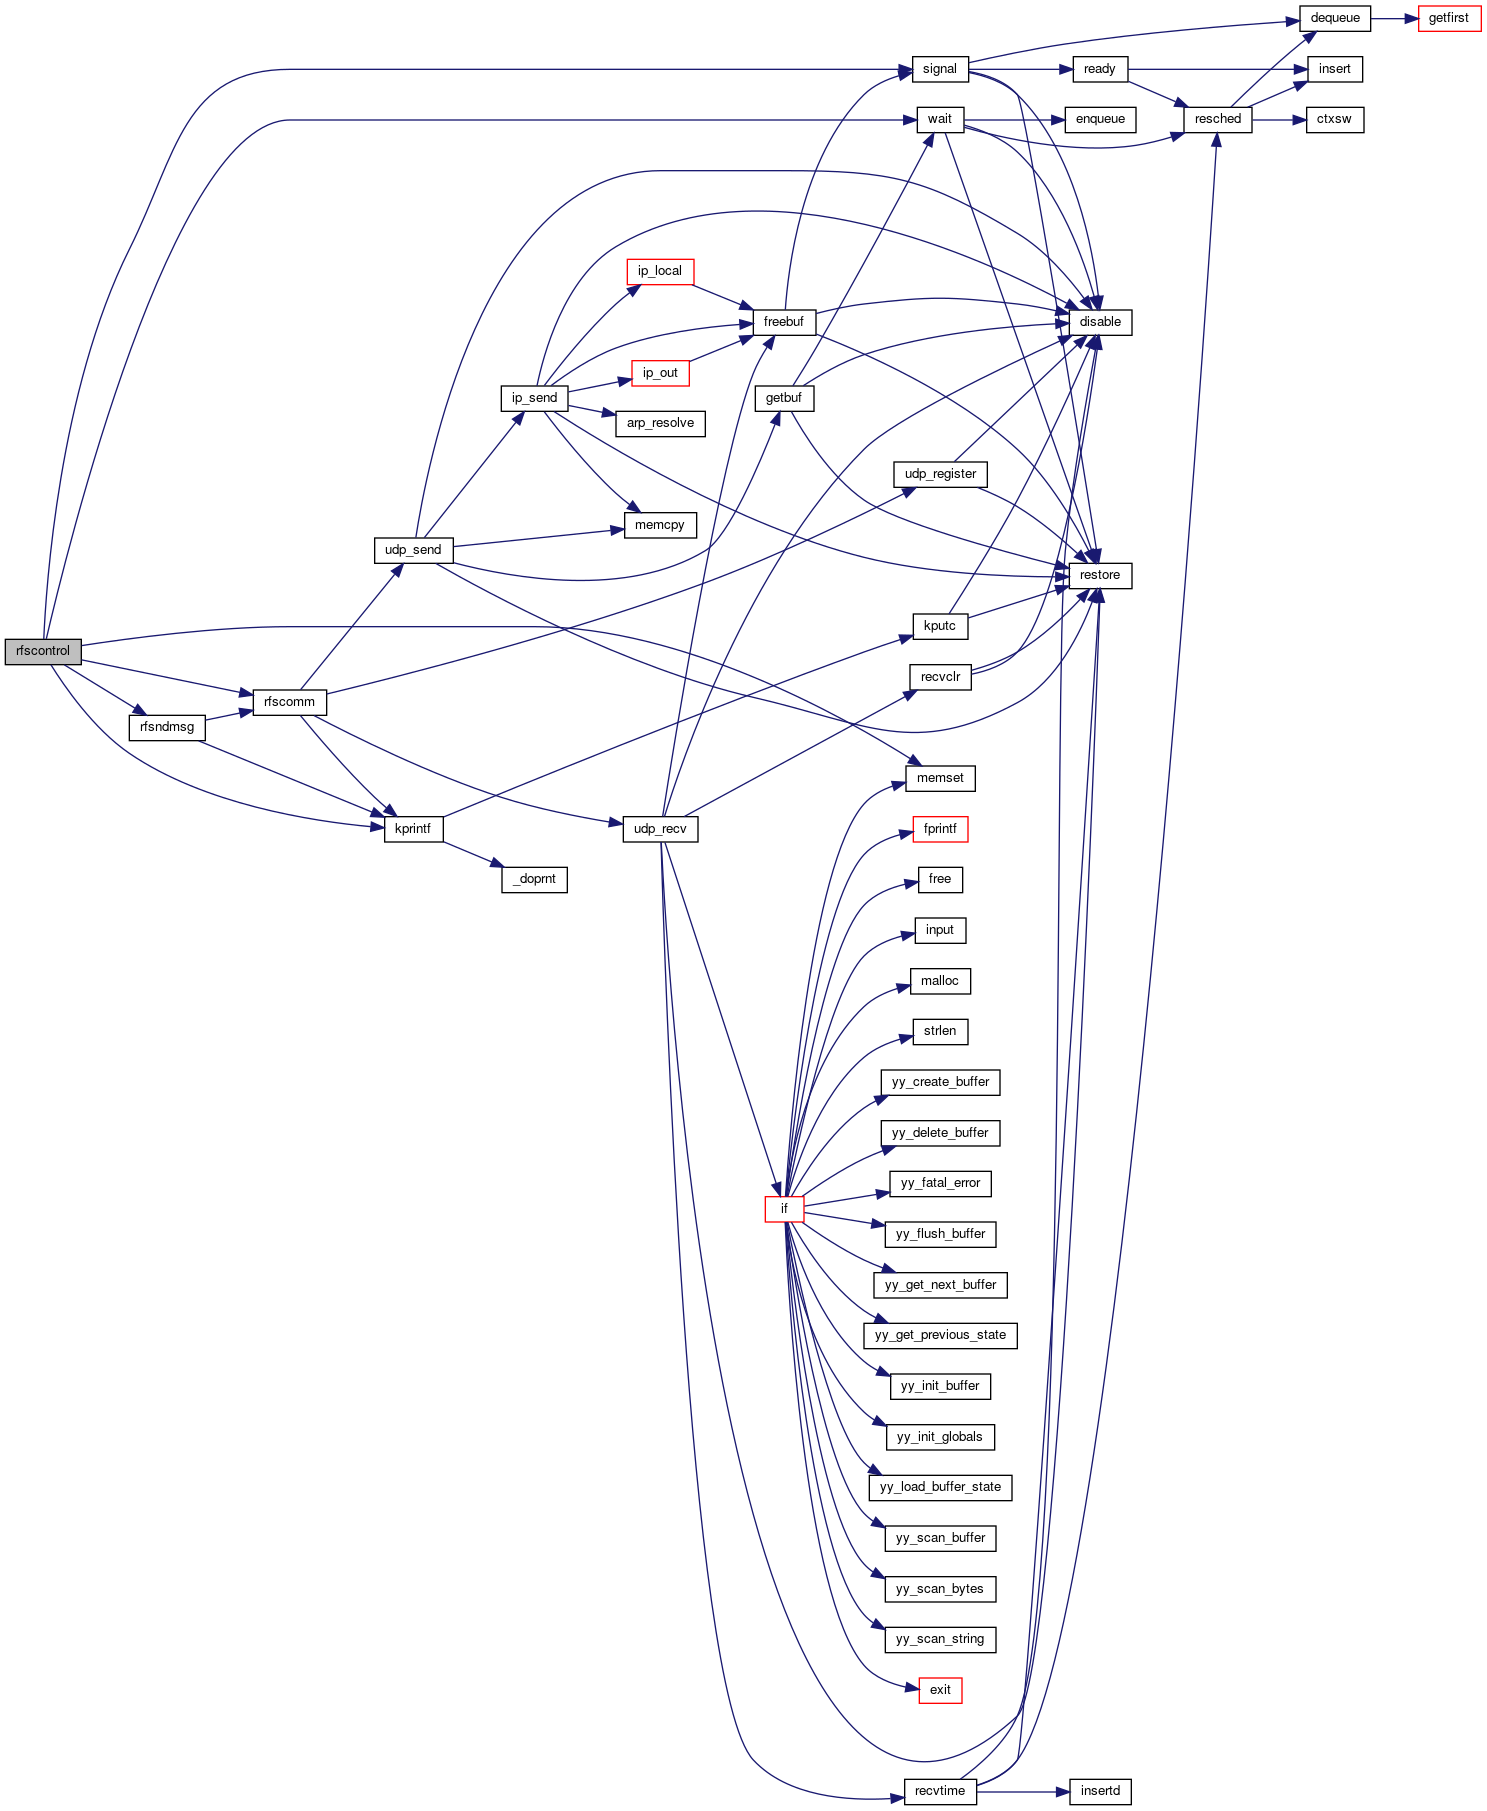 dequeue
getfirst
signal
ready
insert
wait
enqueue
resched
ctxsw
ip_local
freebuf
disable
ip_out
ip_send
getbuf
arp_resolve
udp_register
memcpy
udp_send
restore
kputc
rfscontrol
recvclr
rfscomm
rfsndmsg
memset
kprintf
udp_recv
fprintf
_doprnt
free
input
malloc
strlen
yy_create_buffer
yy_delete_buffer
yy_fatal_error
if
yy_flush_buffer
yy_get_next_buffer
yy_get_previous_state
yy_init_buffer
yy_init_globals
yy_load_buffer_state
yy_scan_buffer
yy_scan_bytes
yy_scan_string
exit
recvtime
insertd